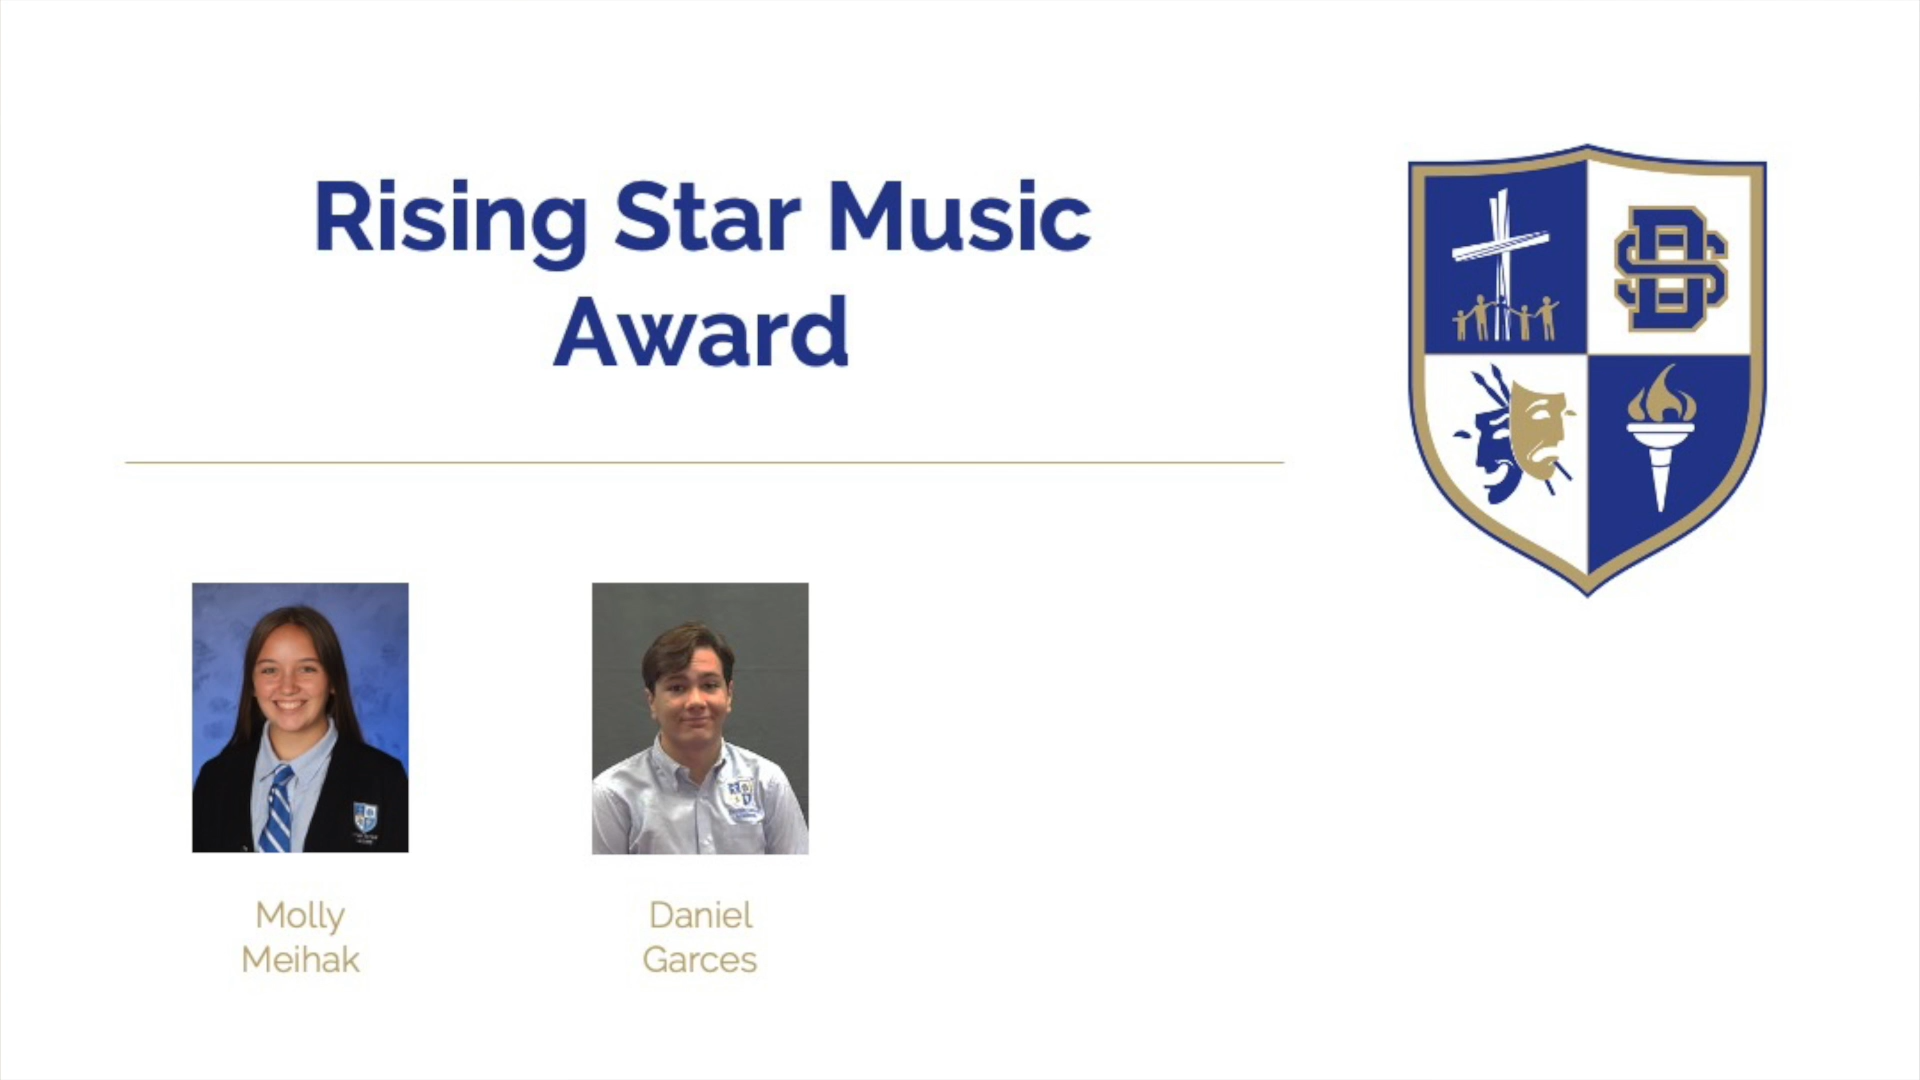 Rising Star Music
Award
Molly
Meihak
Daniel
Garces